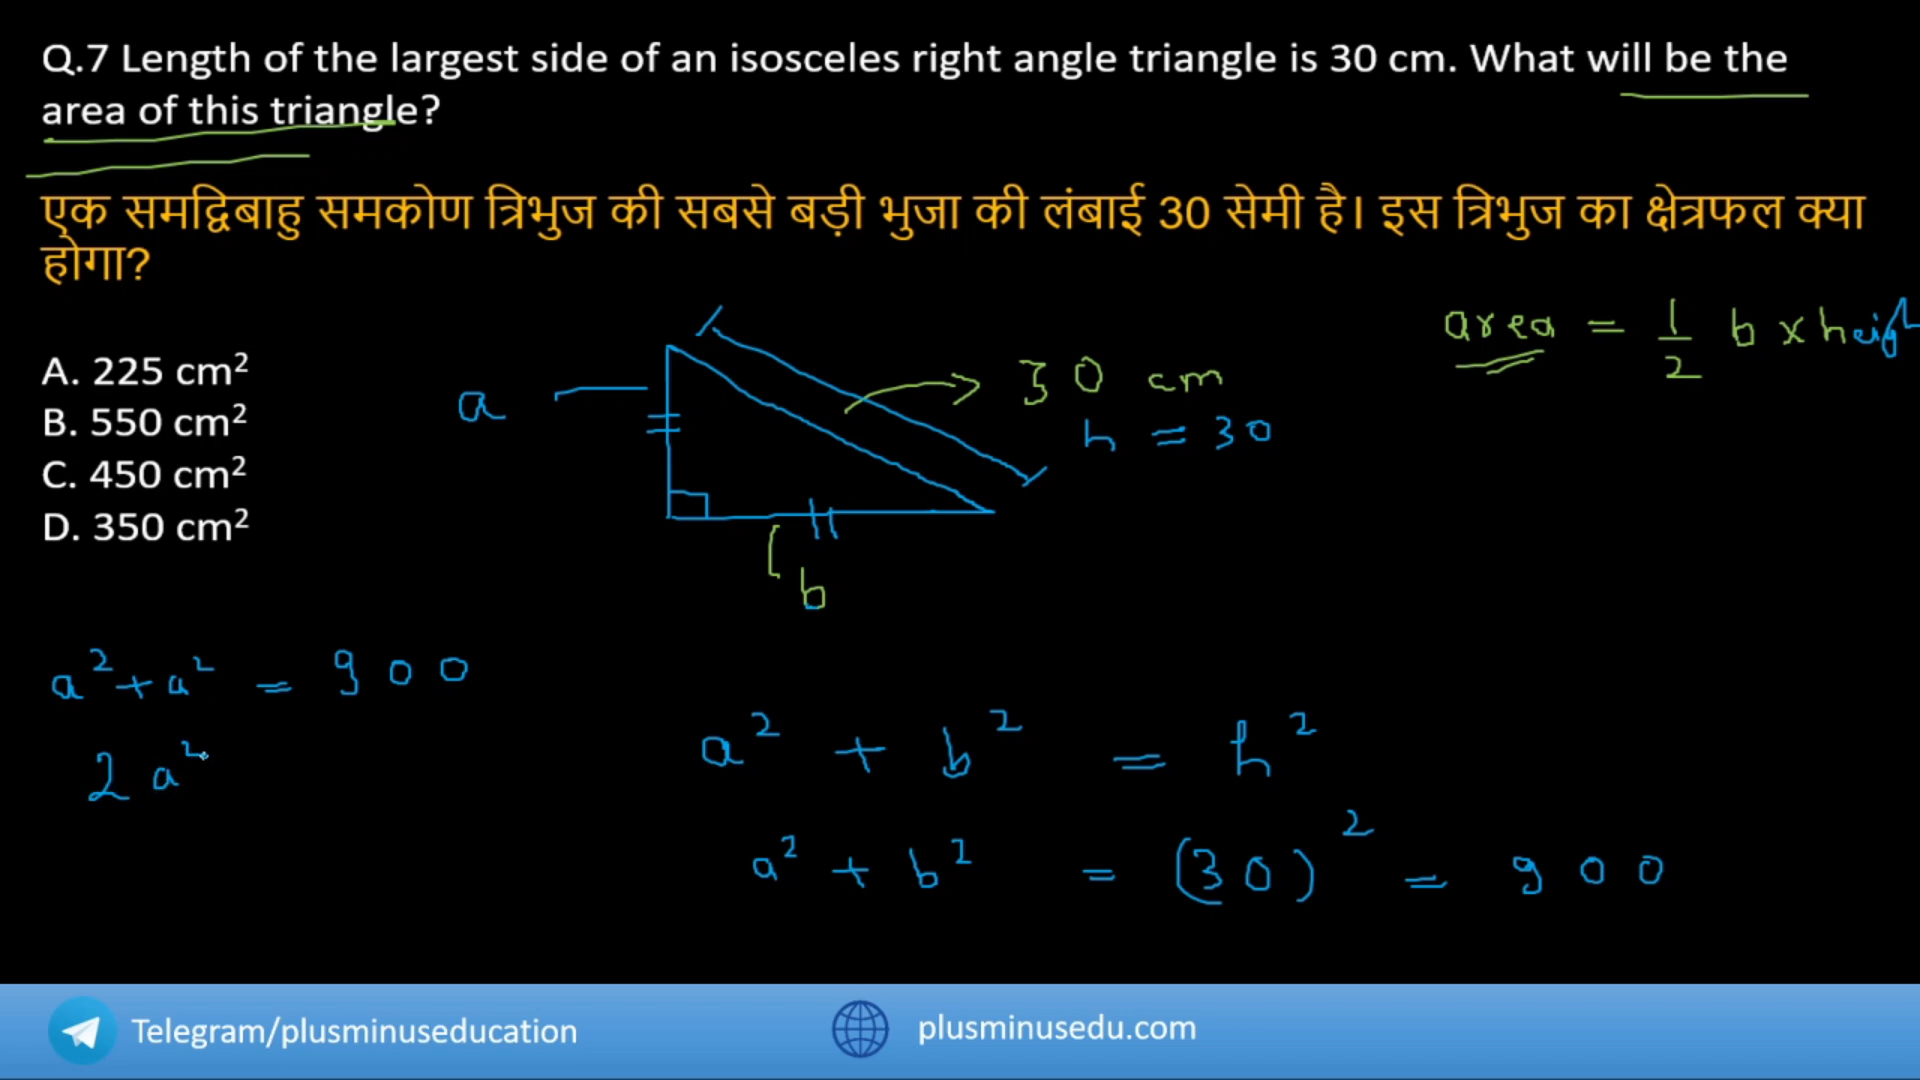 Q.7 Length of the largest side of an isosceles right angle triangle is 30 cm. What will be the
area of this triangle?
एक समद्विबाहु समकोण त्रिभुज की सबसे बड़ी भुजा की लंबाई 30 सेमी है। इस त्रिभुज का क्षेत्रफल क्या
होगा?
area = 1/2 b × heigh
A. 225 cm²
B. 550 cm²
C. 450 cm²
D. 350 cm²
a
30 cm
h = 30
b
a² + a² = 900
2a²
a² + b² = h²
a² + b² = (30)² = 900
Telegram/plusminuseducation
plusminusedu.com